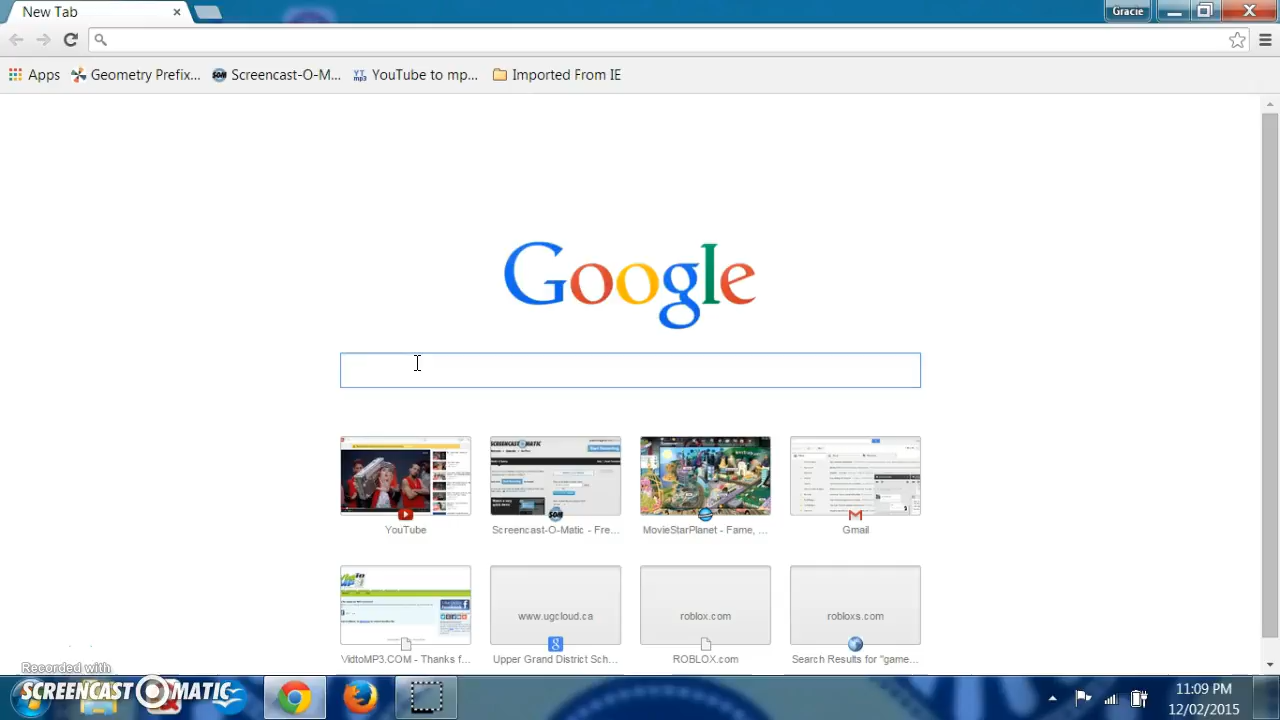 New Tab
Gracie
Apps
Geometry Prefix...
Screencast-O-M...
YouTube to mp...
Imported From IE
Google
YouTube
Screencast-O-Matic - Fre...
MovieStarPlanet - Fame, ...
Gmail
www.ugcloud.ca
roblox.com
robloxs.com
VidtoMP3.COM - Thanks f...
Upper Grand District Sch...
ROBLOX.com
Search Results for "game...
Recorded with
SCREENCAST-O-MATIC
11:09 PM
12/02/2015